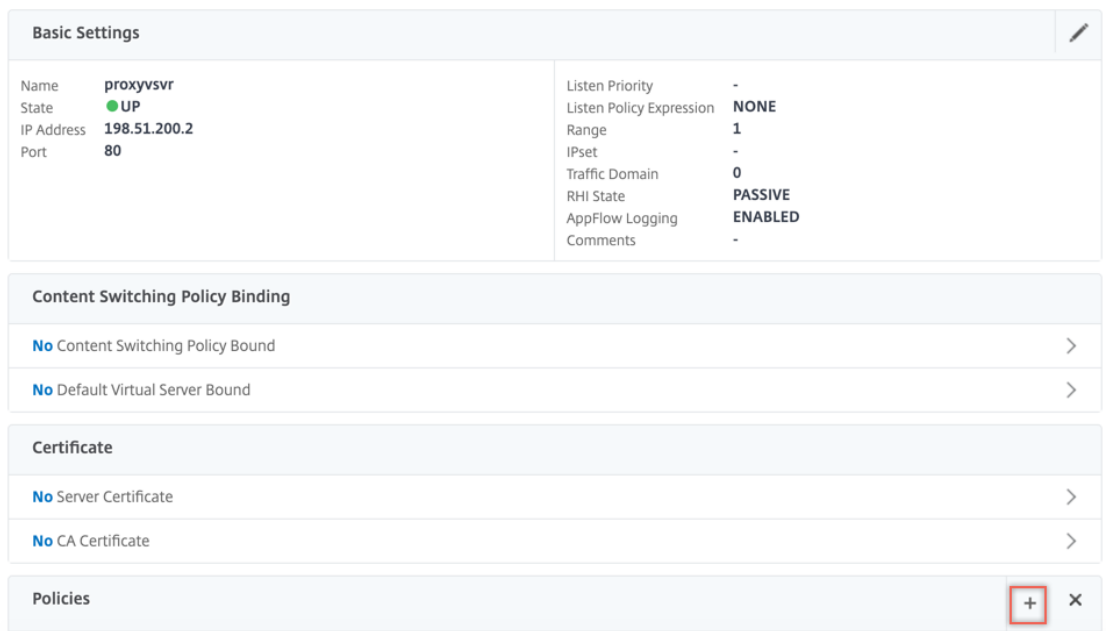 Basic Settings
Name proxyvsvr
State UP
IP Address 198.51.200.2
Port 80
Listen Priority -
Listen Policy Expression NONE
Range 1
IPset -
Traffic Domain 0
RHI State PASSIVE
AppFlow Logging ENABLED
Comments -
Content Switching Policy Binding
No Content Switching Policy Bound
No Default Virtual Server Bound
Certificate
No Server Certificate
No CA Certificate
Policies